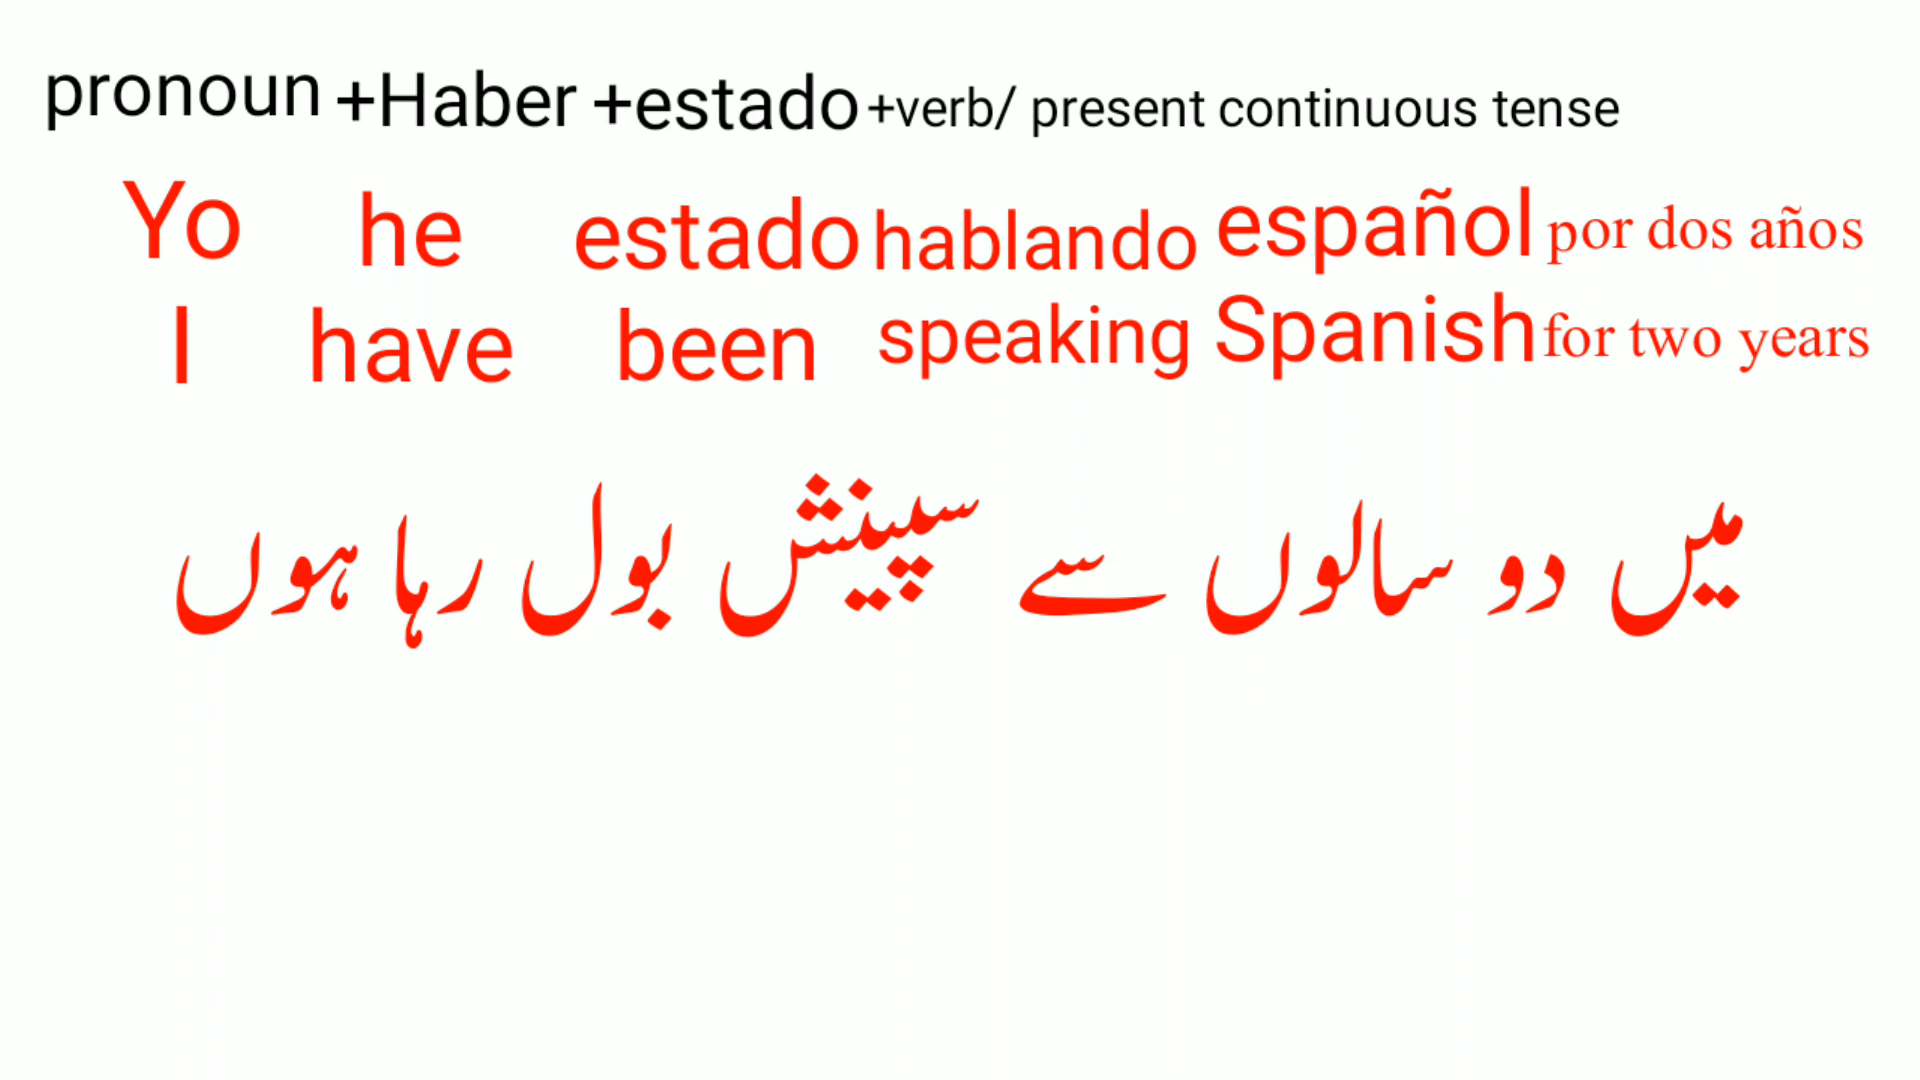 pronoun +Haber +estado +verb/ present continuous tense
Yo he estado hablando español por dos años
I have been speaking Spanish for two years
میں دو سالوں سے سپینش بول رہا ہوں